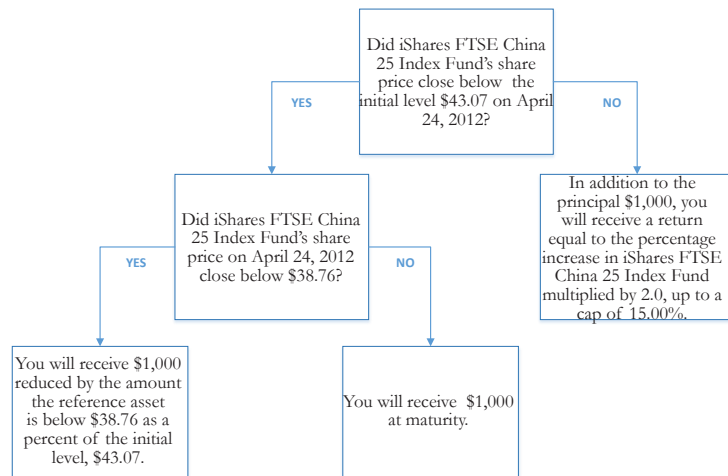 Did iShares FTSE China
25 Index Fund's share
price close below the
initial level $43.07 on April
24, 2012?
YES
NO
Did iShares FTSE China
25 Index Fund's share
price on April 24, 2012
close below $38.76?
In addition to the
principal $1,000, you
will receive a return
equal to the percentage
increase in iShares FTSE
China 25 Index Fund
multiplied by 2.0, up to a
cap of 15.00%.
YES
NO
You will receive $1,000
reduced by the amount
the reference asset
is below $38.76 as a
percent of the initial
level, $43.07.
You will receive $1,000
at maturity.